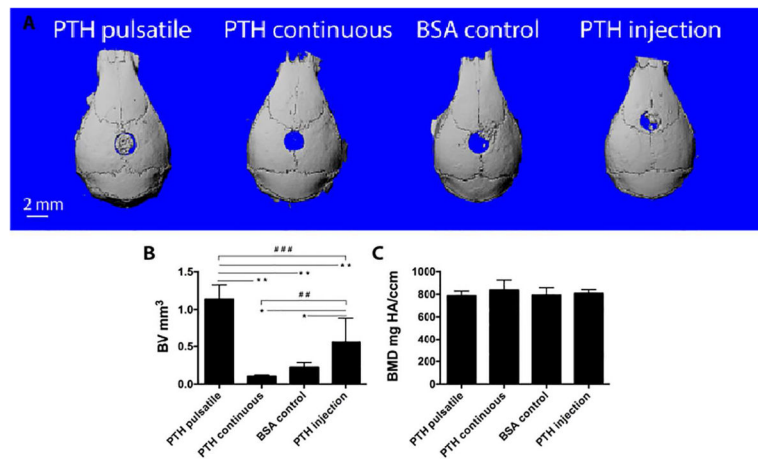 A
PTH pulsatile
PTH continuous
BSA control
PTH injection
2 mm
B
C
BV mm³
1.5
1.0
0.5
0.0
###
* *
* *
* *
##
*
*
PTH pulsatile
PTH continuous
BSA control
PTH injection
BMD mg HA/ccm
1000
800
600
400
200
0
PTH pulsatile
PTH continuous
BSA control
PTH injection